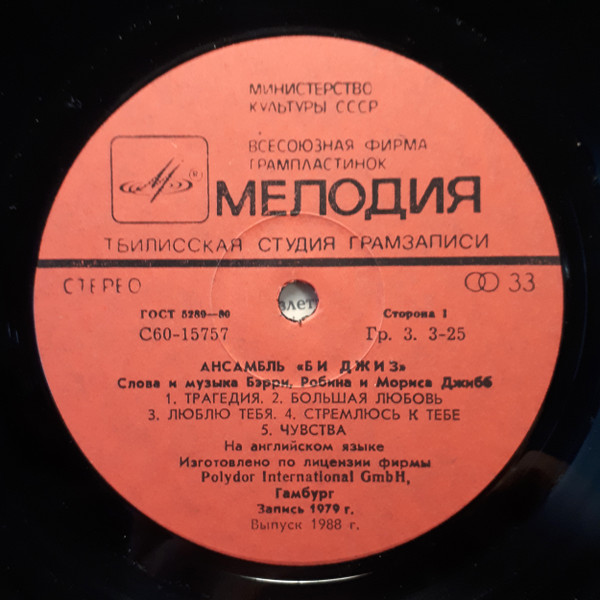 МИНИСТЕРСТВО
КУЛЬТУРЫ СССР
ВСЕСОЮЗНАЯ ФИРМА
ГРАМПЛАСТИНОК
МЕЛОДИЯ
ТБИЛИССКАЯ СТУДИЯ ГРАМЗАПИСИ
СТЕРЕО
33
ГОСТ 5289—80
Сторона 1
С60-15757
Гр. 3. 3-25
АНСАМБЛЬ «БИ ДЖИЗ»
Слова и музыка Бэрри, Робина и Мориса Джибб
1. ТРАГЕДИЯ. 2. БОЛЬШАЯ ЛЮБОВЬ
3. ЛЮБЛЮ ТЕБЯ. 4. СТРЕМЛЮСЬ К ТЕБЕ
5. ЧУВСТВА
На английском языке
Изготовлено по лицензии фирмы
Polydor International GmbH,
Гамбург
Запись 1979 г.
Выпуск 1988 г.